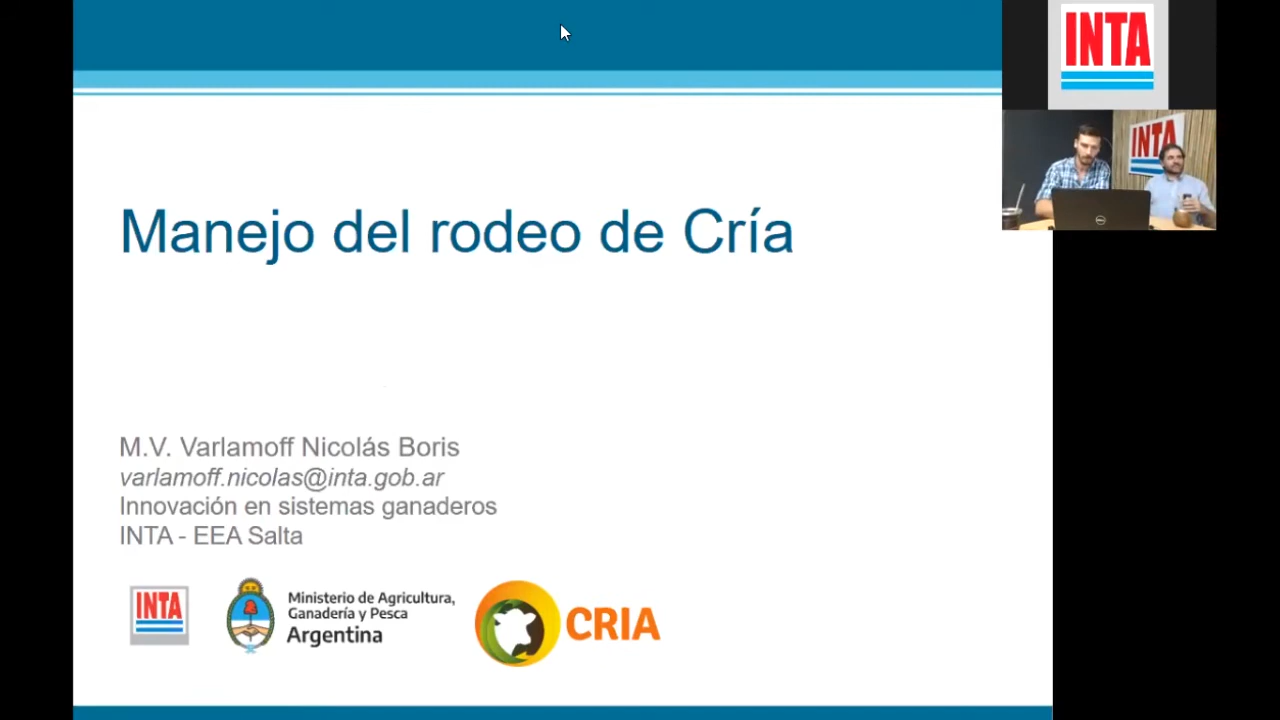 Manejo del rodeo de Cría
M.V. Varlamoff Nicolás Boris
varlamoff.nicolas@inta.gob.ar
Innovación en sistemas ganaderos
INTA - EEA Salta
INTA
Ministerio de Agricultura,
Ganadería y Pesca
Argentina
CRIA
INTA
INTA